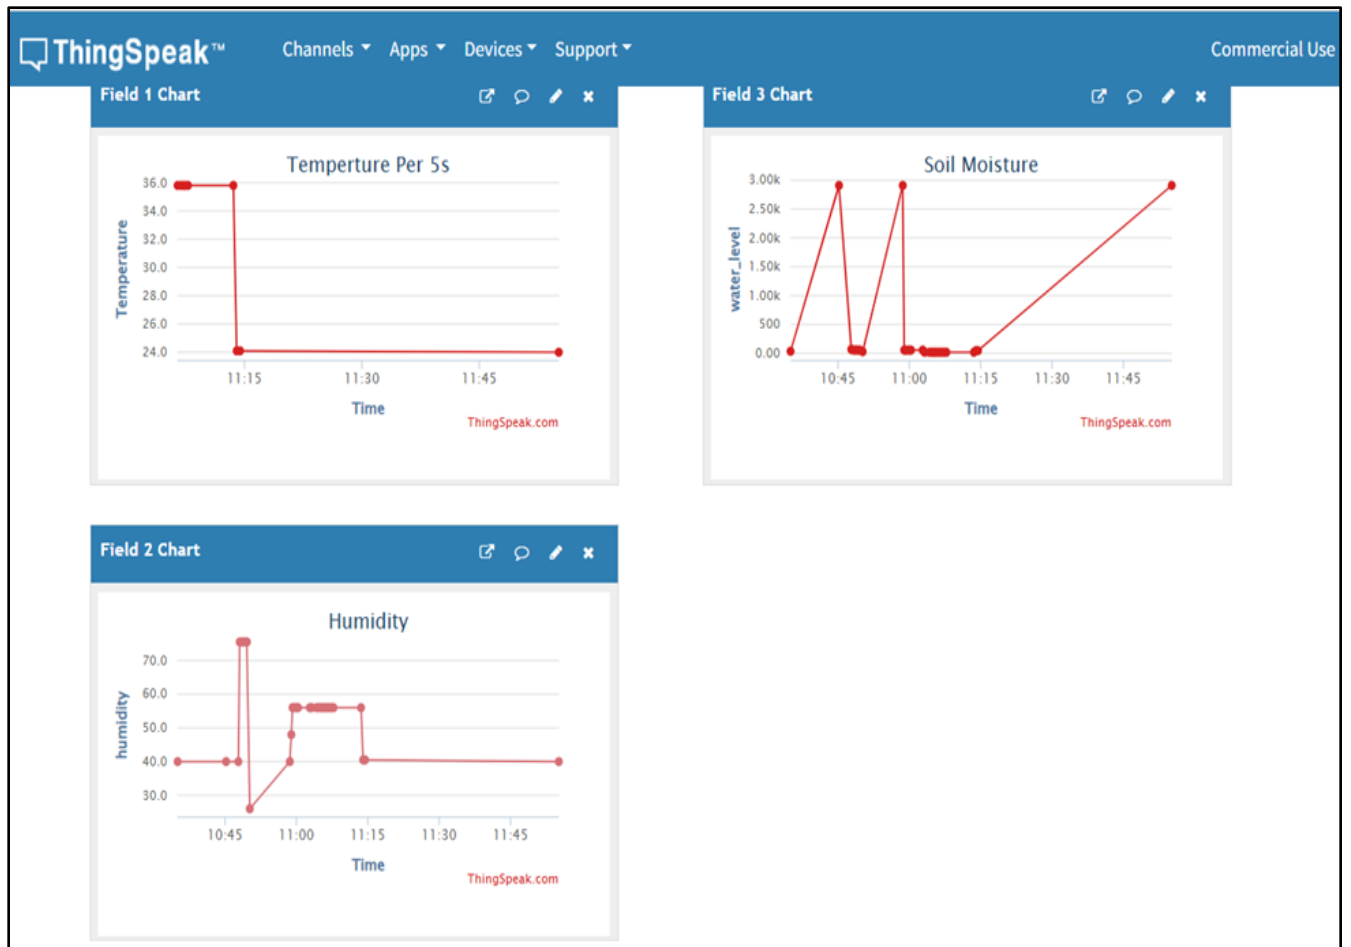 ThingSpeak™ Channels Apps Devices Support Commercial Use
Field 1 Chart
Temperture Per 5s
36.0
34.0
32.0
30.0
28.0
26.0
24.0
Temperature
11:15 11:30 11:45
Time
ThingSpeak.com
Field 3 Chart
Soil Moisture
3.00k
2.50k
2.00k
1.50k
1.00k
500
0.00
water_level
10:45 11:00 11:15 11:30 11:45
Time
ThingSpeak.com
Field 2 Chart
Humidity
70.0
60.0
50.0
40.0
30.0
humidity
10:45 11:00 11:15 11:30 11:45
Time
ThingSpeak.com